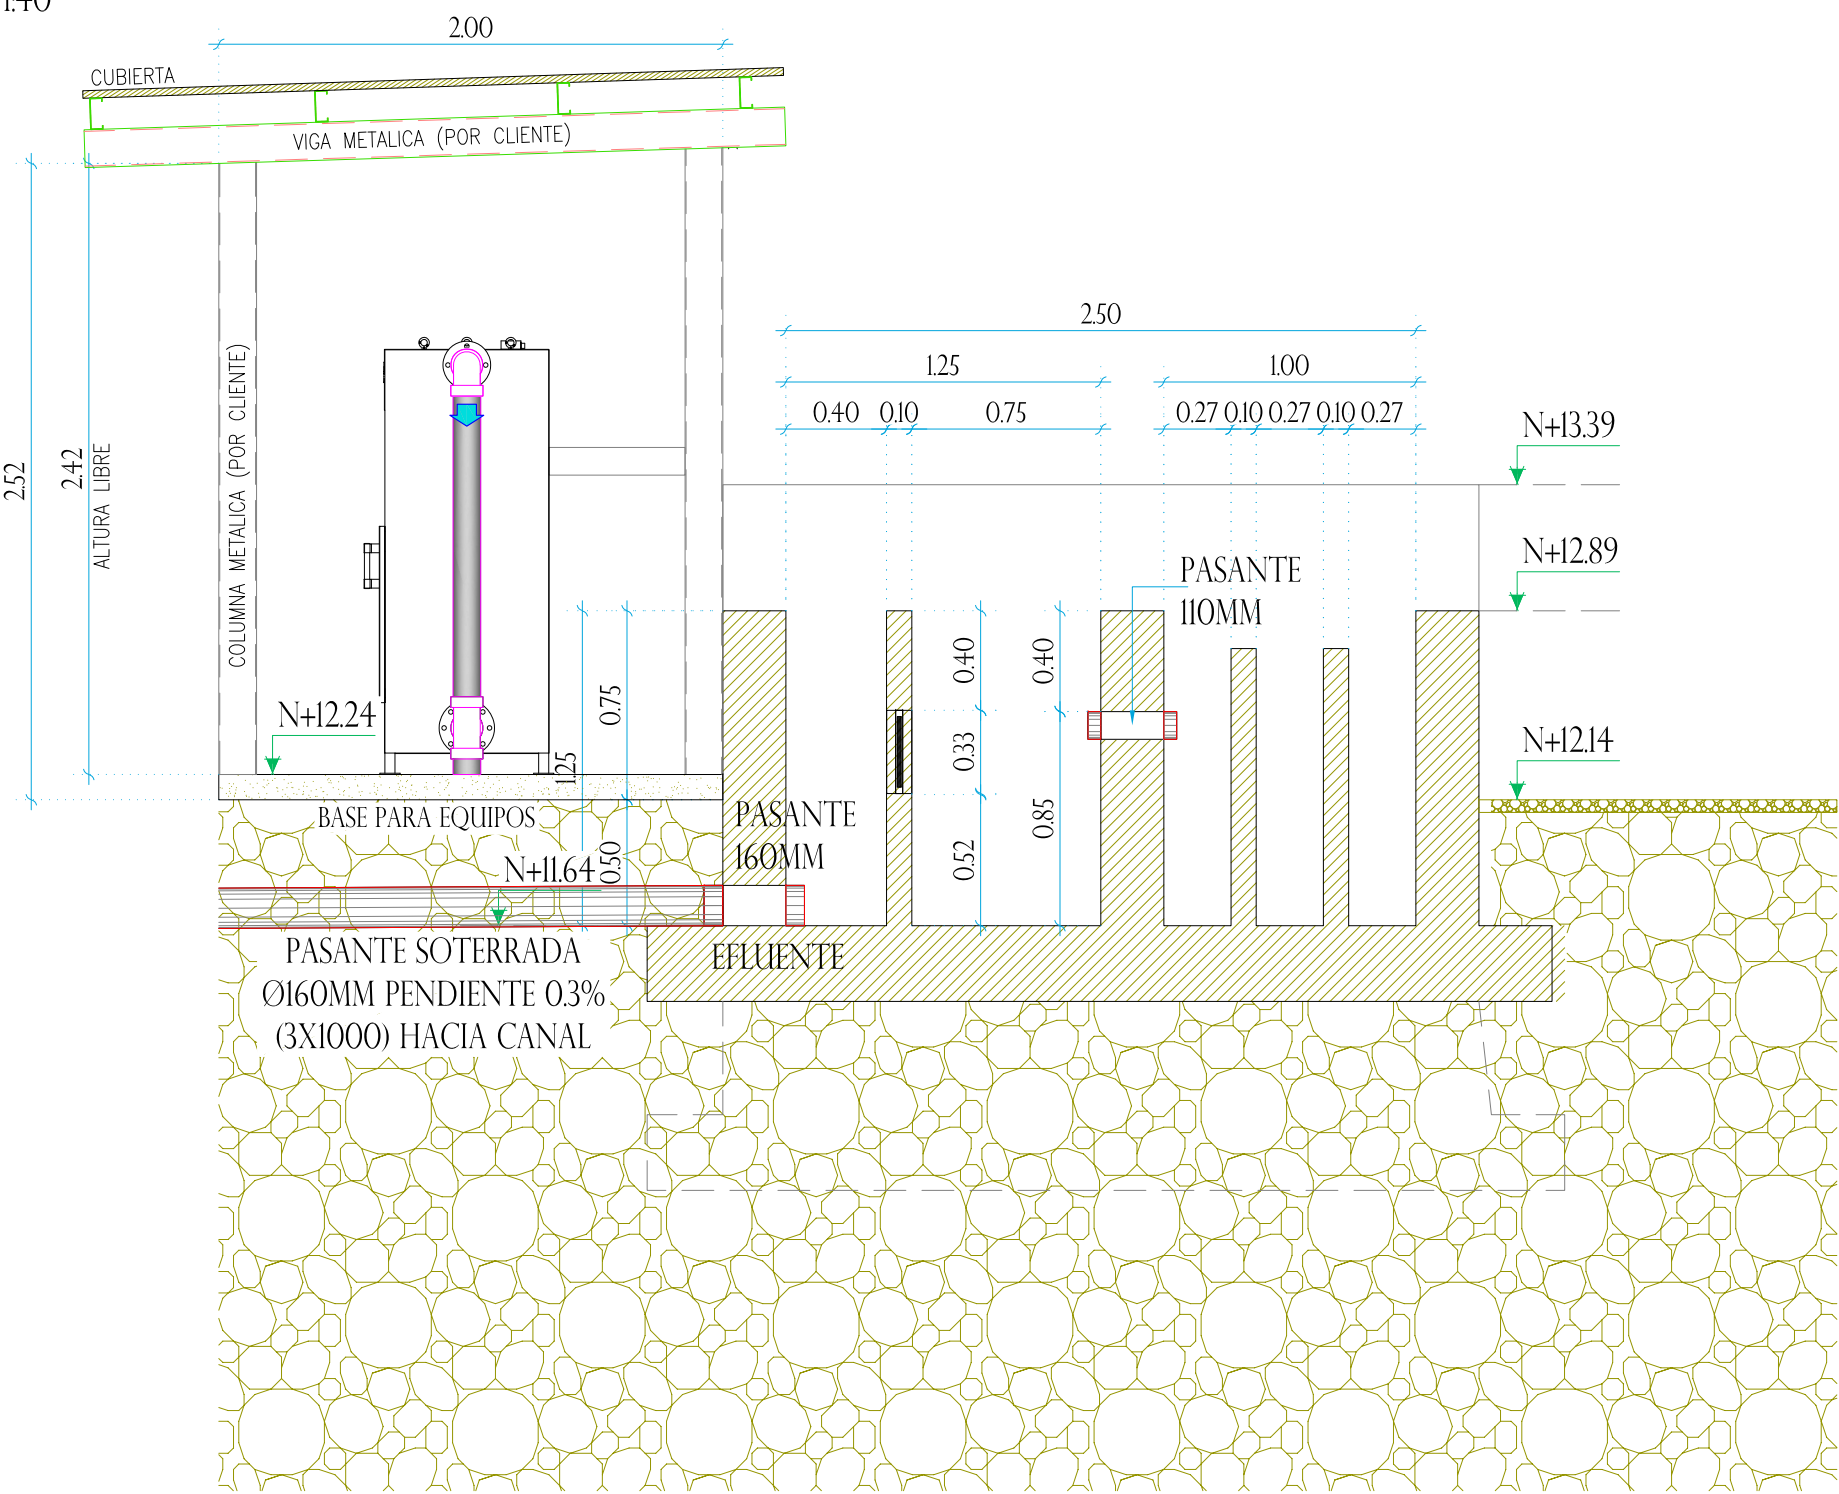 1:40
2.00
CUBIERTA
VIGA METALICA (POR CLIENTE)
2.52
2.42
ALTURA LIBRE
COLUMNA METALICA (POR CLIENTE)
2.50
1.25
1.00
0.40
0.10
0.75
0.27
0.10
0.27
0.10
0.27
N+13.39
N+12.89
N+12.14
PASANTE
110MM
0.40
0.33
0.52
0.40
0.85
N+12.24
0.75
1.25
0.50
BASE PARA EQUIPOS
PASANTE
160MM
N+11.64
EFLUENTE
PASANTE SOTERRADA
Ø160MM PENDIENTE 0.3%
(3X1000) HACIA CANAL